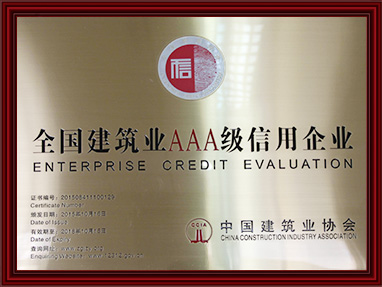 信
全国建筑业AAA级信用企业
ENTERPRISE CREDIT EVALUATION
证书编号:
Certificate Number
颁发日期:
Date of Issue
有效期至:
Date of Expiry
查询网址:
CCIA
中国建筑业协会
CHINA CONSTRUCTION INDUSTRY ASSOCIATION